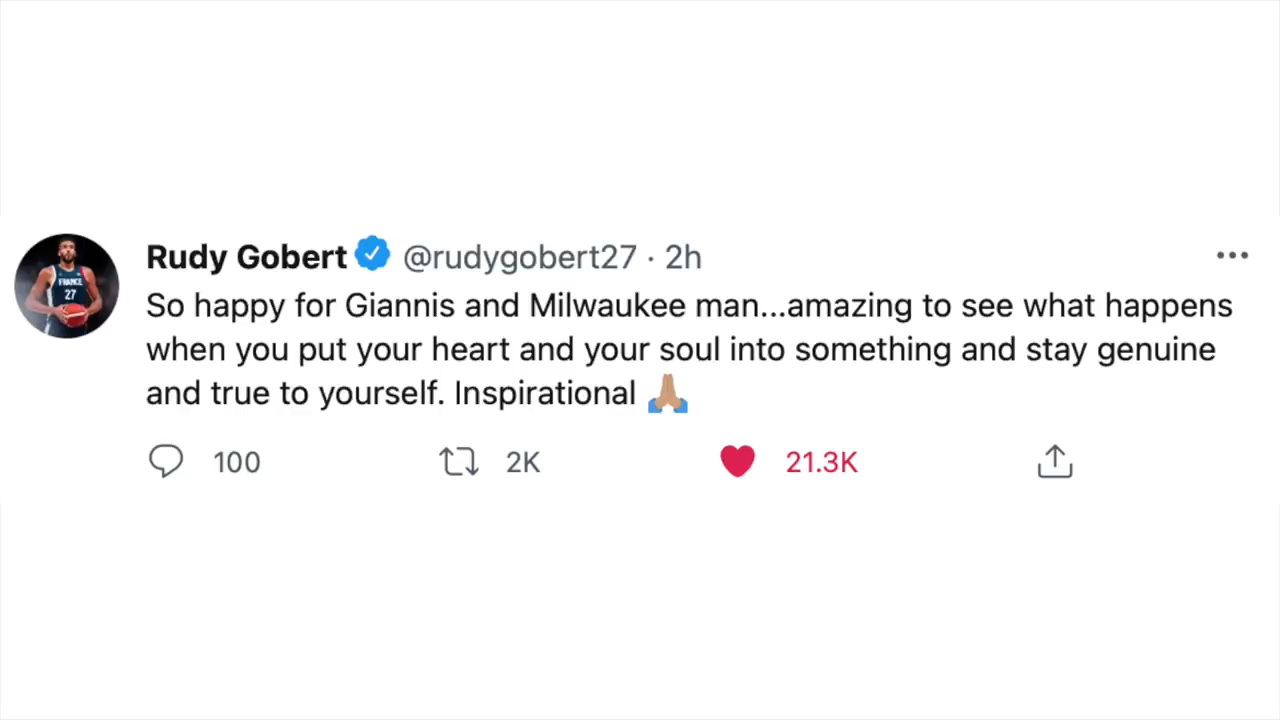 FRANCE
27
Rudy Gobert @rudygobert27 · 2h
So happy for Giannis and Milwaukee man...amazing to see what happens
when you put your heart and your soul into something and stay genuine
and true to yourself. Inspirational 🙏🏽
100 2K 21.3K